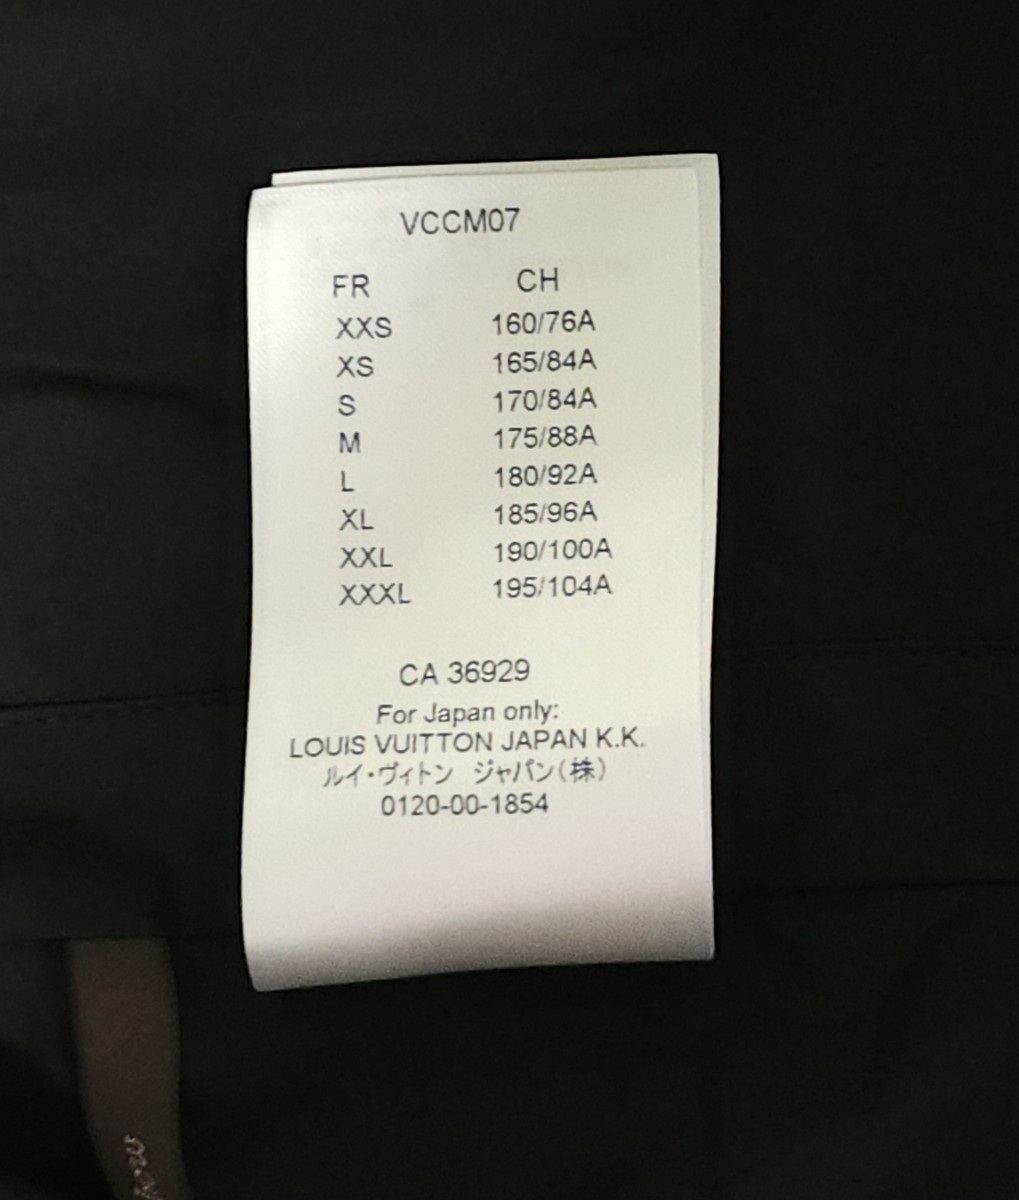 VCCM07
FR CH
XXS 160/76A
XS 165/84A
S 170/84A
M 175/88A
L 180/92A
XL 185/96A
XXL 190/100A
XXXL 195/104A
CA 36929
For Japan only:
LOUIS VUITTON JAPAN K.K.
ルイ・ヴィトン ジャパン(株)
0120-00-1854